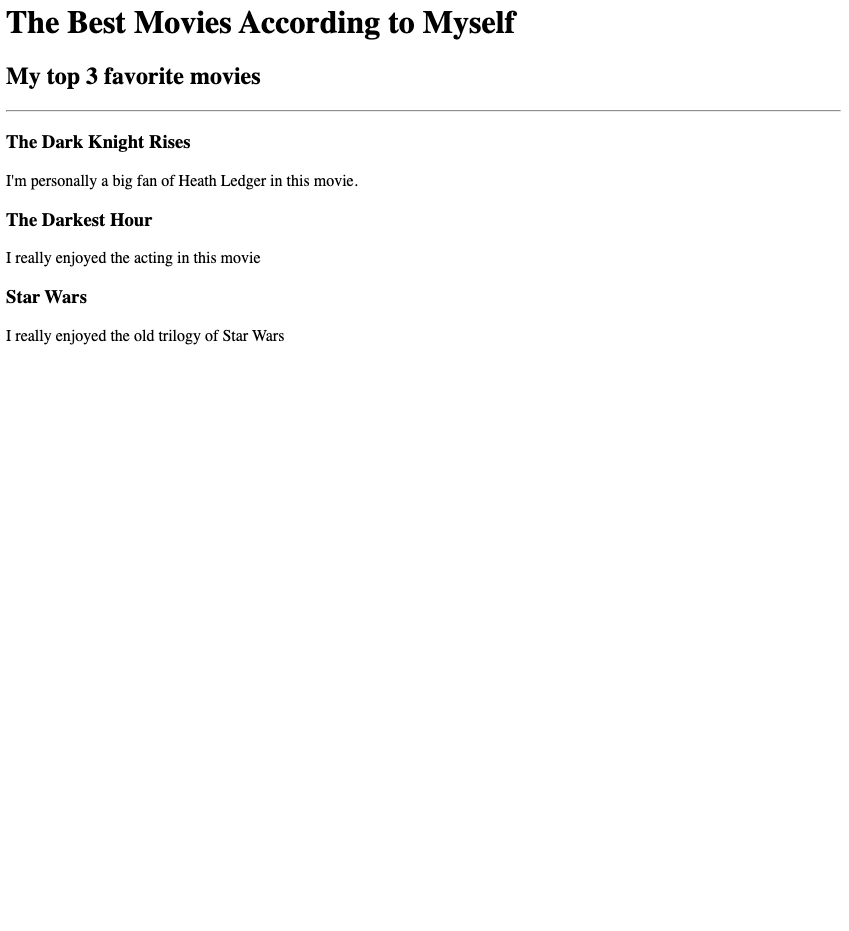 The Best Movies According to Myself
My top 3 favorite movies
The Dark Knight Rises
I'm personally a big fan of Heath Ledger in this movie.
The Darkest Hour
I really enjoyed the acting in this movie
Star Wars
I really enjoyed the old trilogy of Star Wars